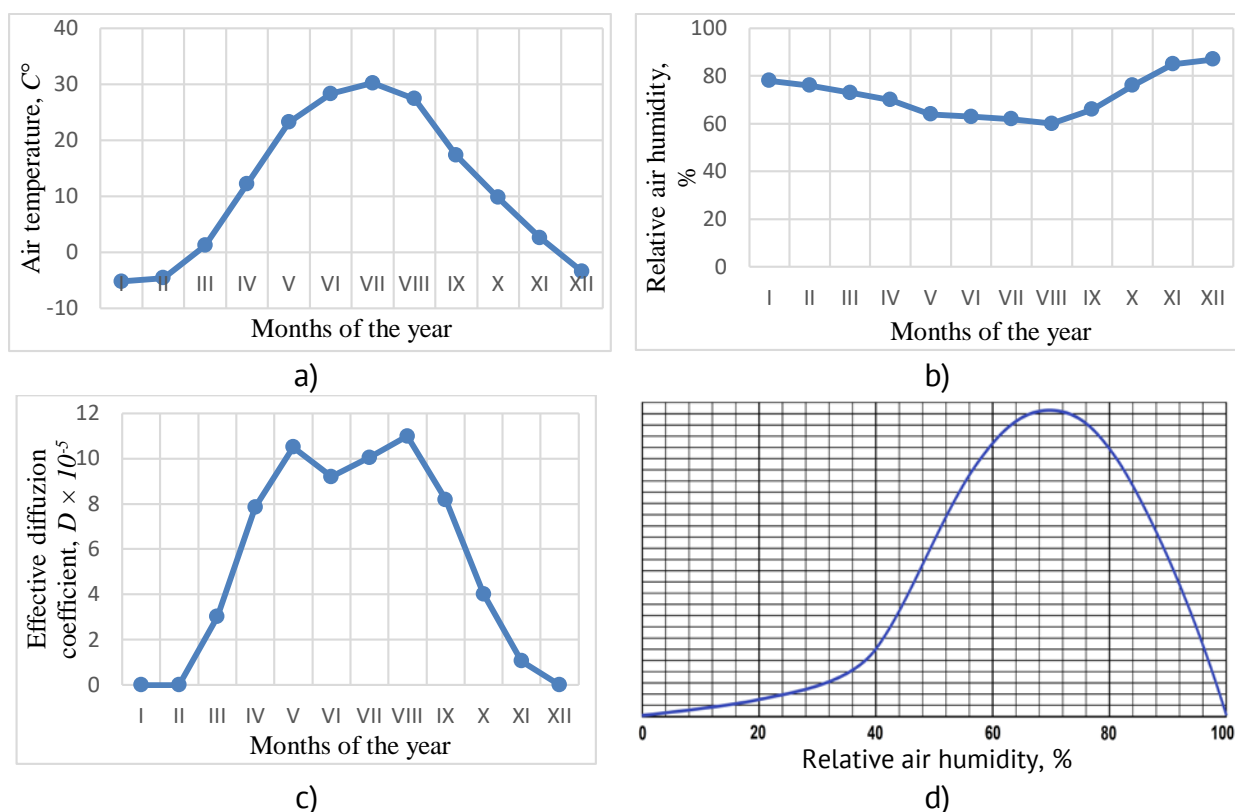 40
30
20
10
0
-10
Air temperature, C°
I II III IV V VI VII VIII IX X XI XII
Months of the year
a)
100
80
60
40
20
0
Relative air humidity,
%
I II III IV V VI VII VIII IX X XI XII
Months of the year
b)
12
10
8
6
4
2
0
Effective diffuzion
coefficient, D × 10⁻⁵
I II III IV V VI VII VIII IX X XI XII
Months of the year
c)
0 20 40 60 80 100
Relative air humidity, %
d)